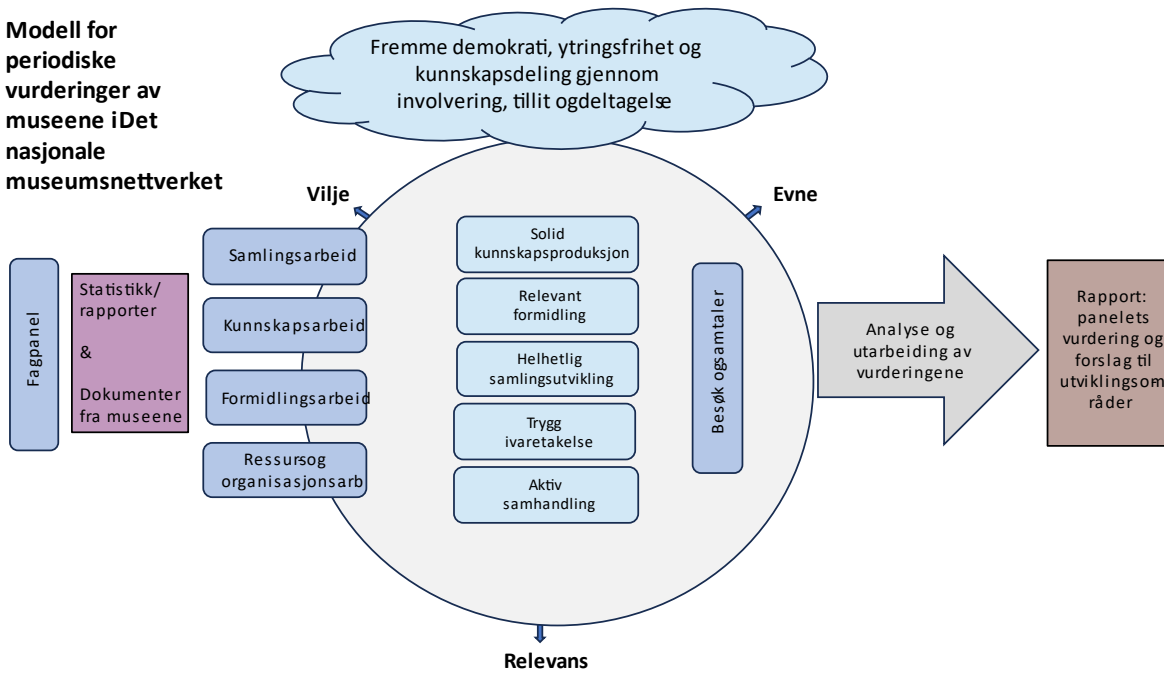 Modell for
periodiske
vurderinger av
museene iDet
nasjonale
museumsnettverket
Fremme demokrati, ytringsfrihet og
kunnskapsdeling gjennom
involvering, tillit ogdeltagelse
Vilje
Evne
Fagpanel
Statistikk/
rapporter
&
Dokumenter
fra museene
Samlingsarbeid
Kunnskapsarbeid
Formidlingsarbeid
Ressursog
organisasjonsarb
Solid
kunnskapsproduksjon
Relevant
formidling
Helhetlig
samlingsutvikling
Trygg
ivaretakelse
Aktiv
samhandling
Besøk ogsamtaler
Analyse og
utarbeiding av
vurderingene
Rapport:
panelets
vurdering og
forslag til
utviklingsom
råder
Relevans